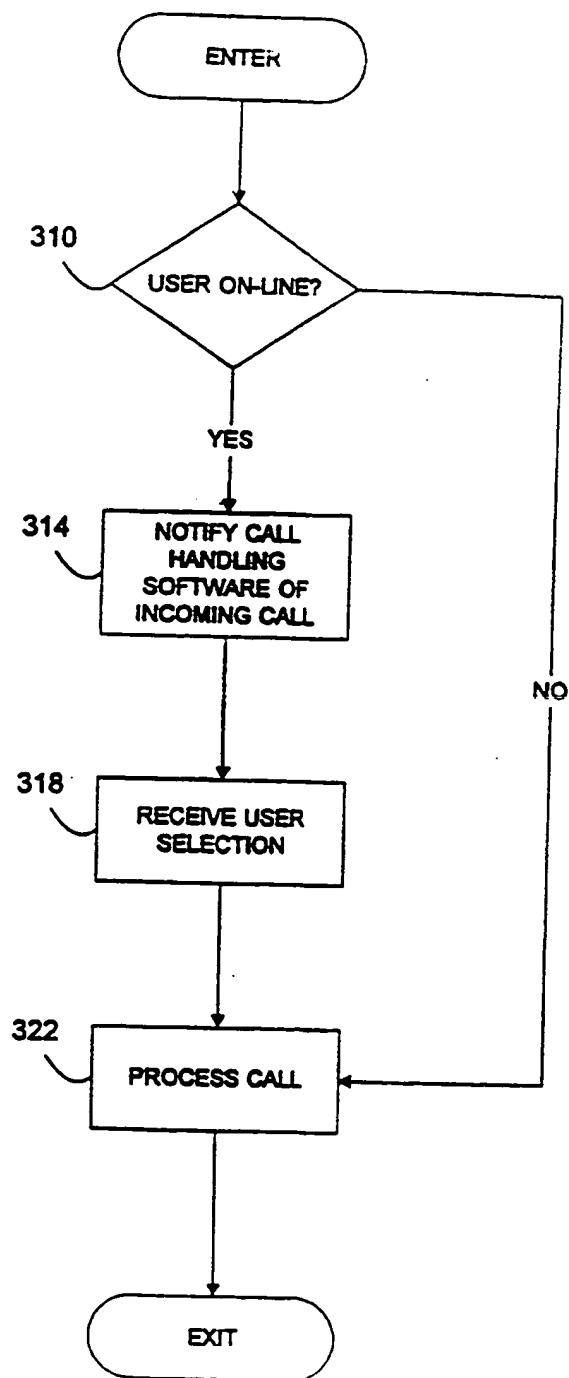 ENTER
310
USER ON-LINE?
YES
314
NOTIFY CALL
HANDLING
SOFTWARE OF
INCOMING CALL
NO
318
RECEIVE USER
SELECTION
322
PROCESS CALL
EXIT